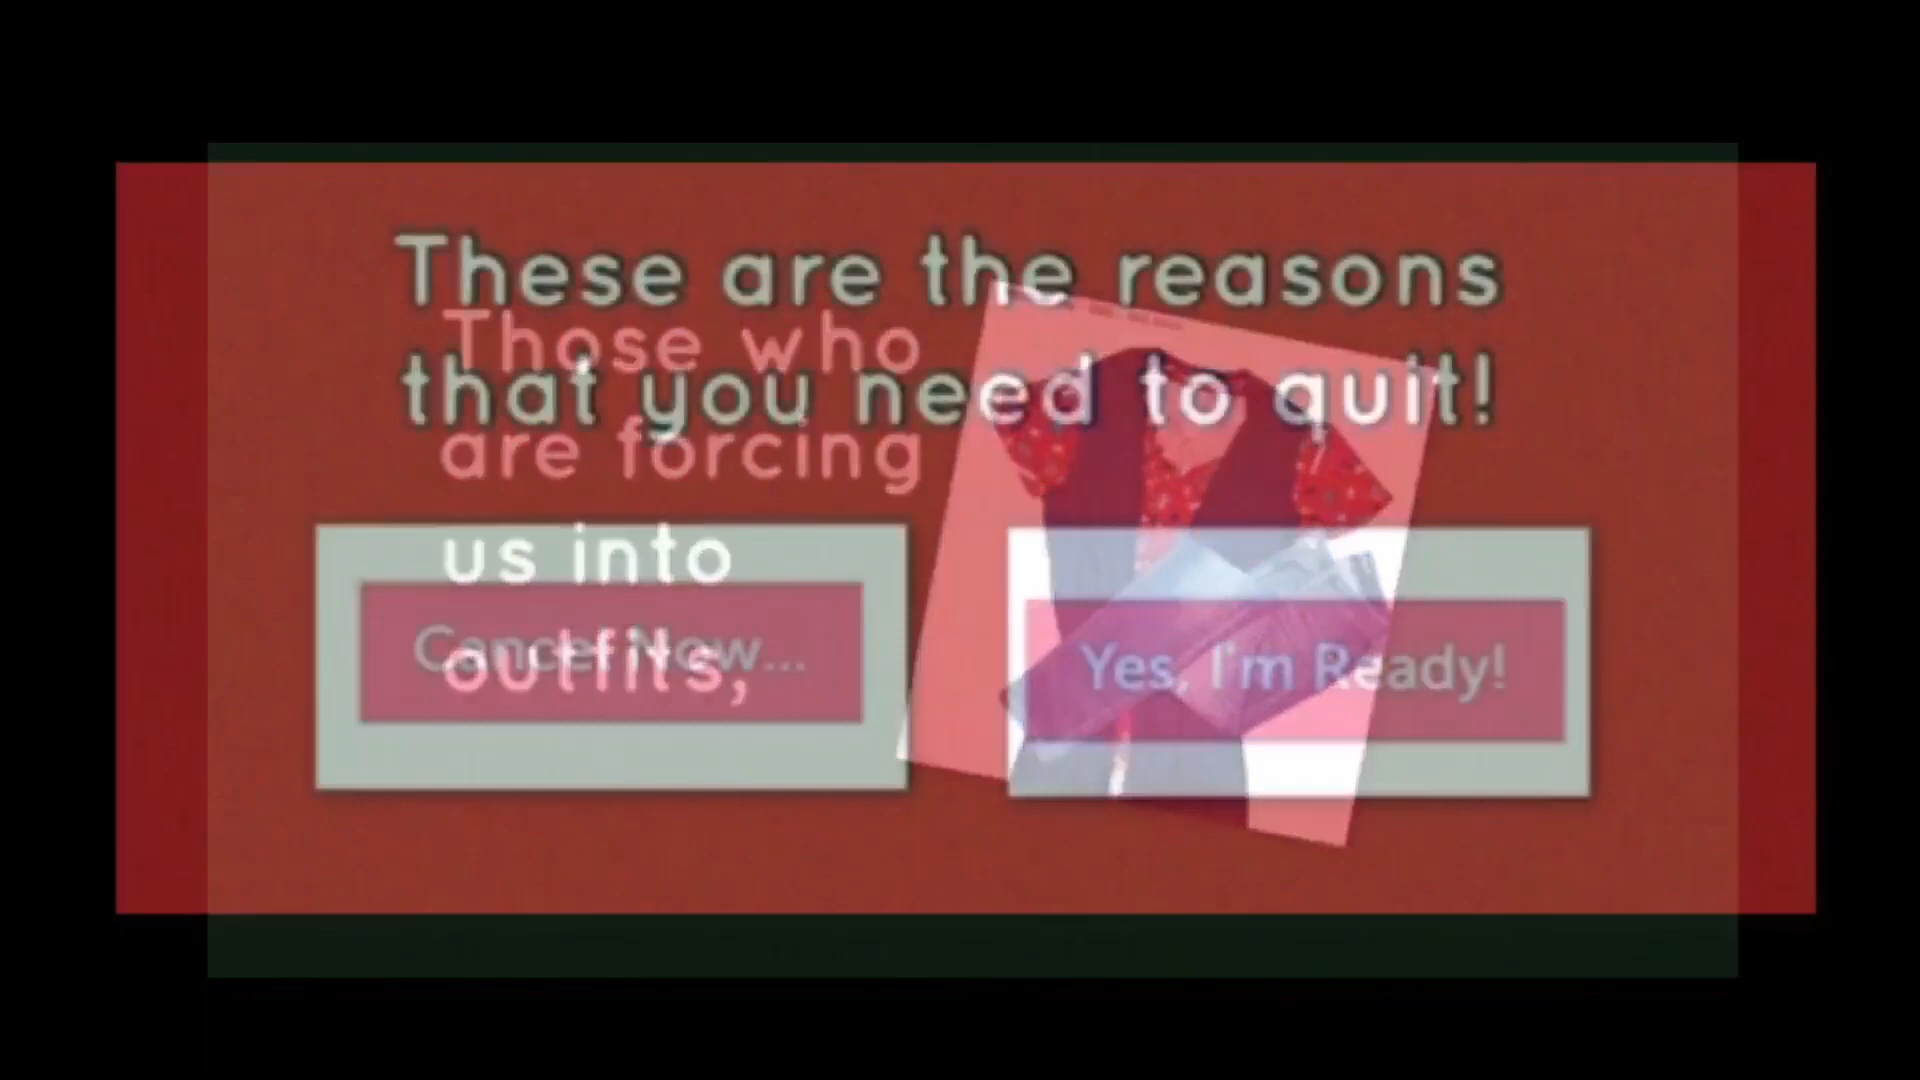 These are the reasons
that you need to quit!
Those who
are forcing
us into
outfits,
Cancel Now...
Yes, I'm Ready!